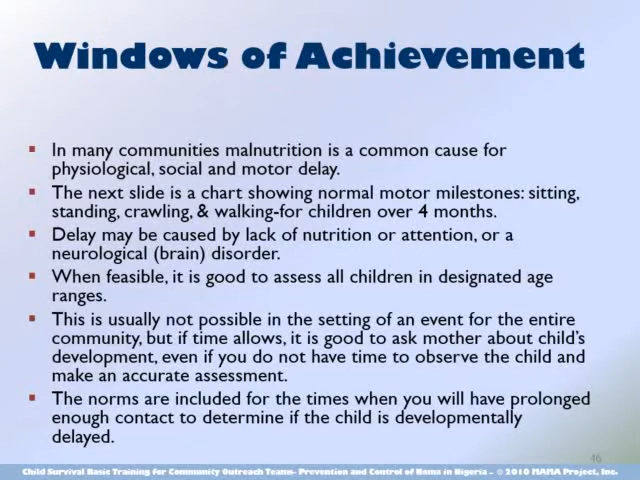 Windows of Achievement
▪ In many communities malnutrition is a common cause for
physiological, social and motor delay.
▪ The next slide is a chart showing normal motor milestones: sitting,
standing, crawling, & walking-for children over 4 months.
▪ Delay may be caused by lack of nutrition or attention, or a
neurological (brain) disorder.
▪ When feasible, it is good to assess all children in designated age
ranges.
▪ This is usually not possible in the setting of an event for the entire
community, but if time allows, it is good to ask mother about child's
development, even if you do not have time to observe the child and
make an accurate assessment.
▪ The norms are included for the times when you will have prolonged
enough contact to determine if the child is developmentally
delayed.
46
Child Survival Basic Training for Community Outreach Teams- Prevention and Control of Noma in Nigeria – © 2010 MAMA Project, Inc.